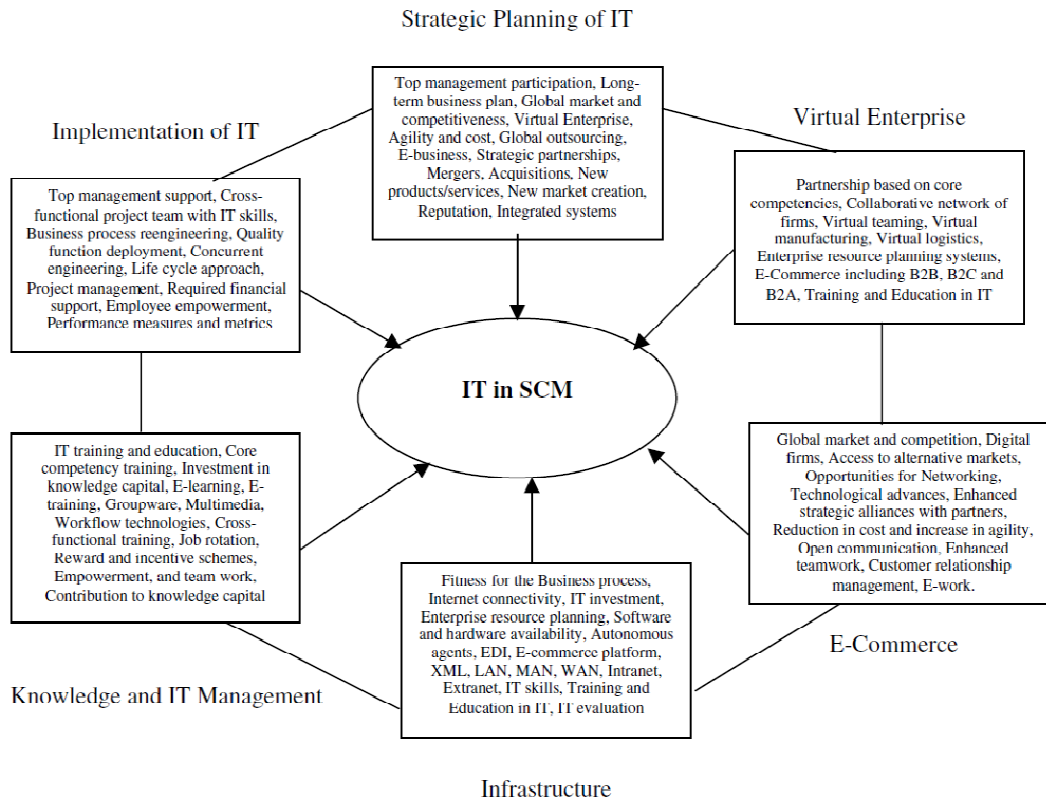 Strategic Planning of IT
Top management participation, Long-
term business plan, Global market and
competitiveness, Virtual Enterprise,
Agility and cost, Global outsourcing,
E-business, Strategic partnerships,
Mergers, Acquisitions, New
products/services, New market creation,
Reputation, Integrated systems
Implementation of IT
Top management support, Cross-
functional project team with IT skills,
Business process reengineering, Quality
function deployment, Concurrent
engineering, Life cycle approach,
Project management, Required financial
support, Employee empowerment,
Performance measures and metrics
Virtual Enterprise
Partnership based on core
competencies, Collaborative network of
firms, Virtual teaming, Virtual
manufacturing, Virtual logistics,
Enterprise resource planning systems,
E-Commerce including B2B, B2C and
B2A, Training and Education in IT
IT in SCM
IT training and education, Core
competency training, Investment in
knowledge capital, E-learning, E-
training, Groupware, Multimedia,
Workflow technologies, Cross-
functional training, Job rotation,
Reward and incentive schemes,
Empowerment, and team work,
Contribution to knowledge capital
Knowledge and IT Management
Global market and competition, Digital
firms, Access to alternative markets,
Opportunities for Networking,
Technological advances, Enhanced
strategic alliances with partners,
Reduction in cost and increase in agility,
Open communication, Enhanced
teamwork, Customer relationship
management, E-work.
E-Commerce
Fitness for the Business process,
Internet connectivity, IT investment,
Enterprise resource planning, Software
and hardware availability, Autonomous
agents, EDI, E-commerce platform,
XML, LAN, MAN, WAN, Intranet,
Extranet, IT skills, Training and
Education in IT, IT evaluation
Infrastructure